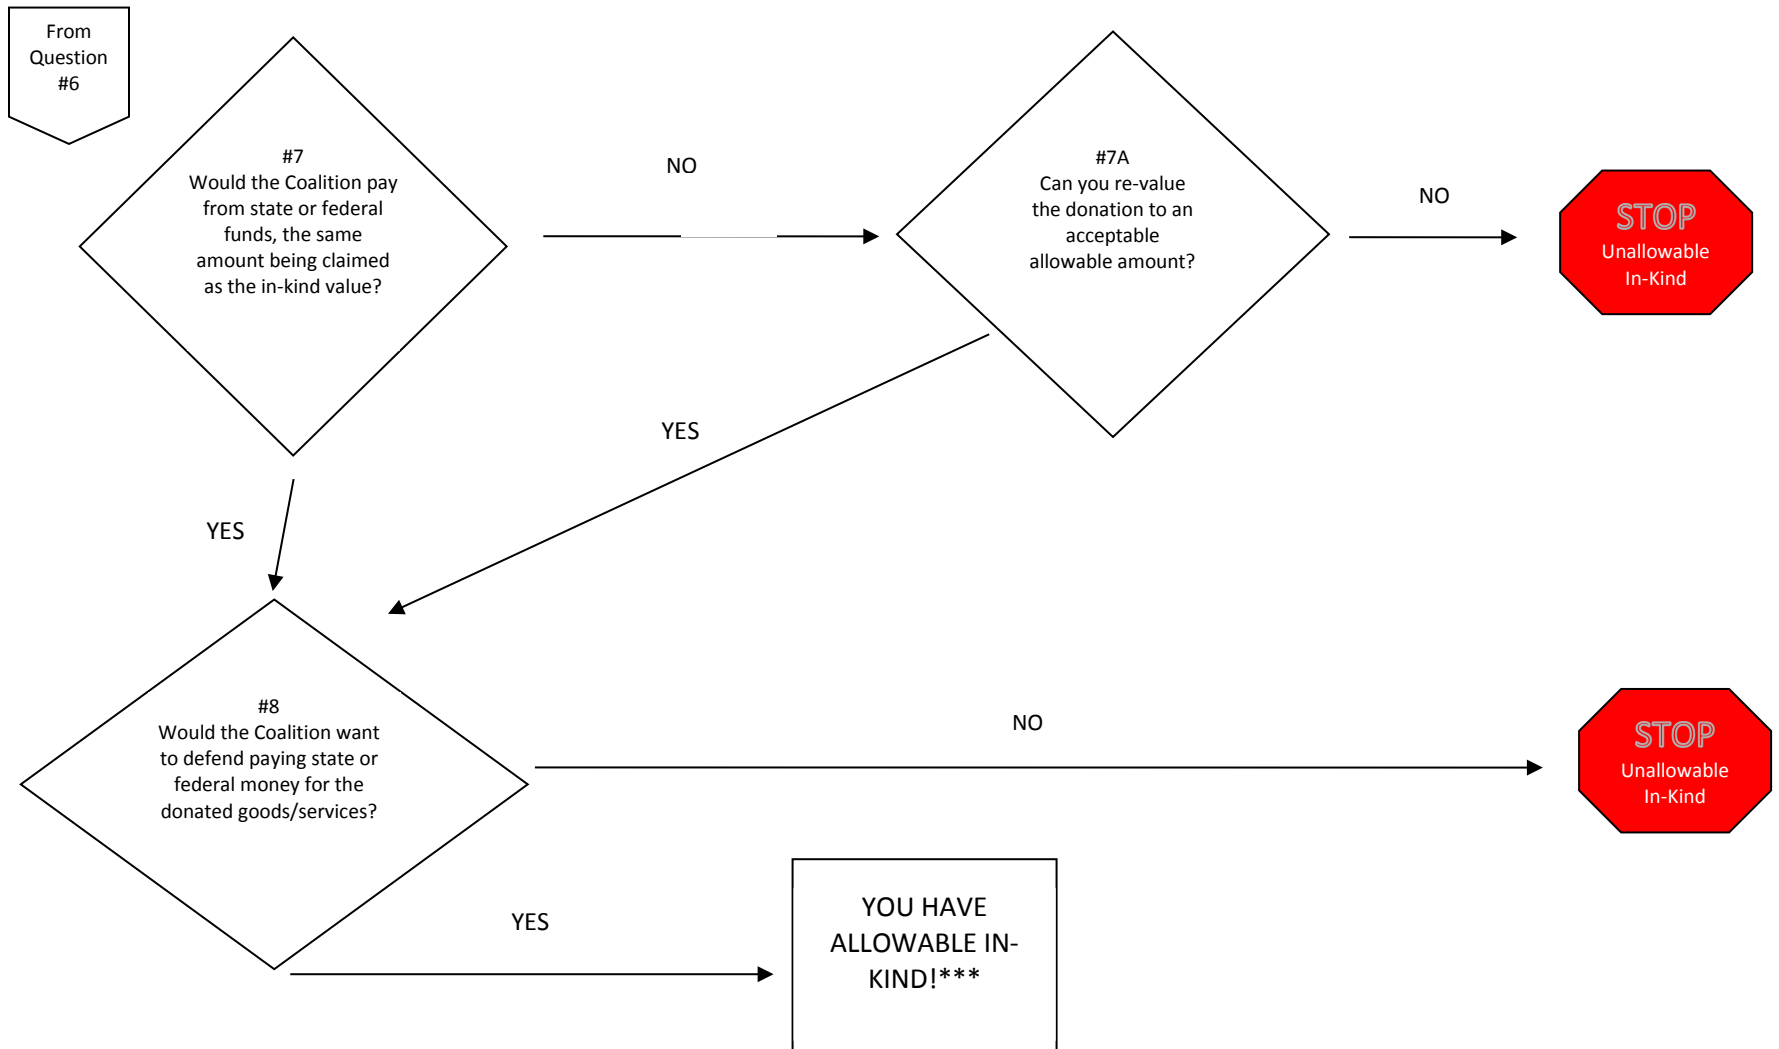 From
Question
#6
#7
Would the Coalition pay
from state or federal
funds, the same
amount being claimed
as the in-kind value?
NO
#7A
Can you re-value
the donation to an
acceptable
allowable amount?
NO
STOP
Unallowable
In-Kind
YES
YES
#8
Would the Coalition want
to defend paying state or
federal money for the
donated goods/services?
NO
STOP
Unallowable
In-Kind
YES
YOU HAVE
ALLOWABLE IN-
KIND!***